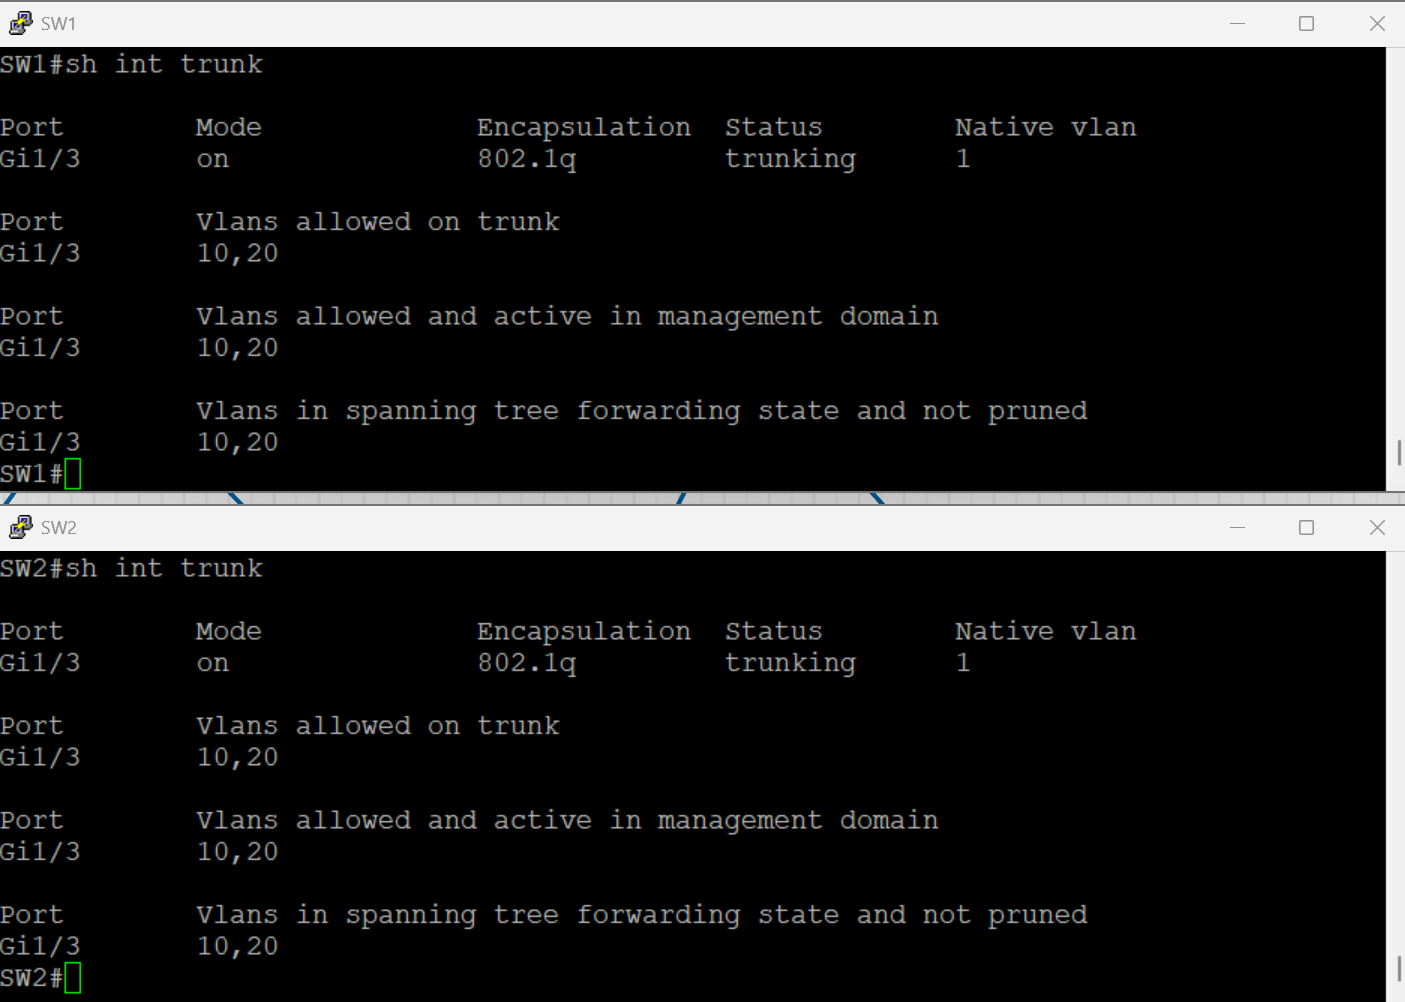 SW1
SW1#sh int trunk
Port Mode Encapsulation Status Native vlan
Gi1/3 on 802.1q trunking 1
Port Vlans allowed on trunk
Gi1/3 10,20
Port Vlans allowed and active in management domain
Gi1/3 10,20
Port Vlans in spanning tree forwarding state and not pruned
Gi1/3 10,20
SW1#
SW2
SW2#sh int trunk
Port Mode Encapsulation Status Native vlan
Gi1/3 on 802.1q trunking 1
Port Vlans allowed on trunk
Gi1/3 10,20
Port Vlans allowed and active in management domain
Gi1/3 10,20
Port Vlans in spanning tree forwarding state and not pruned
Gi1/3 10,20
SW2#